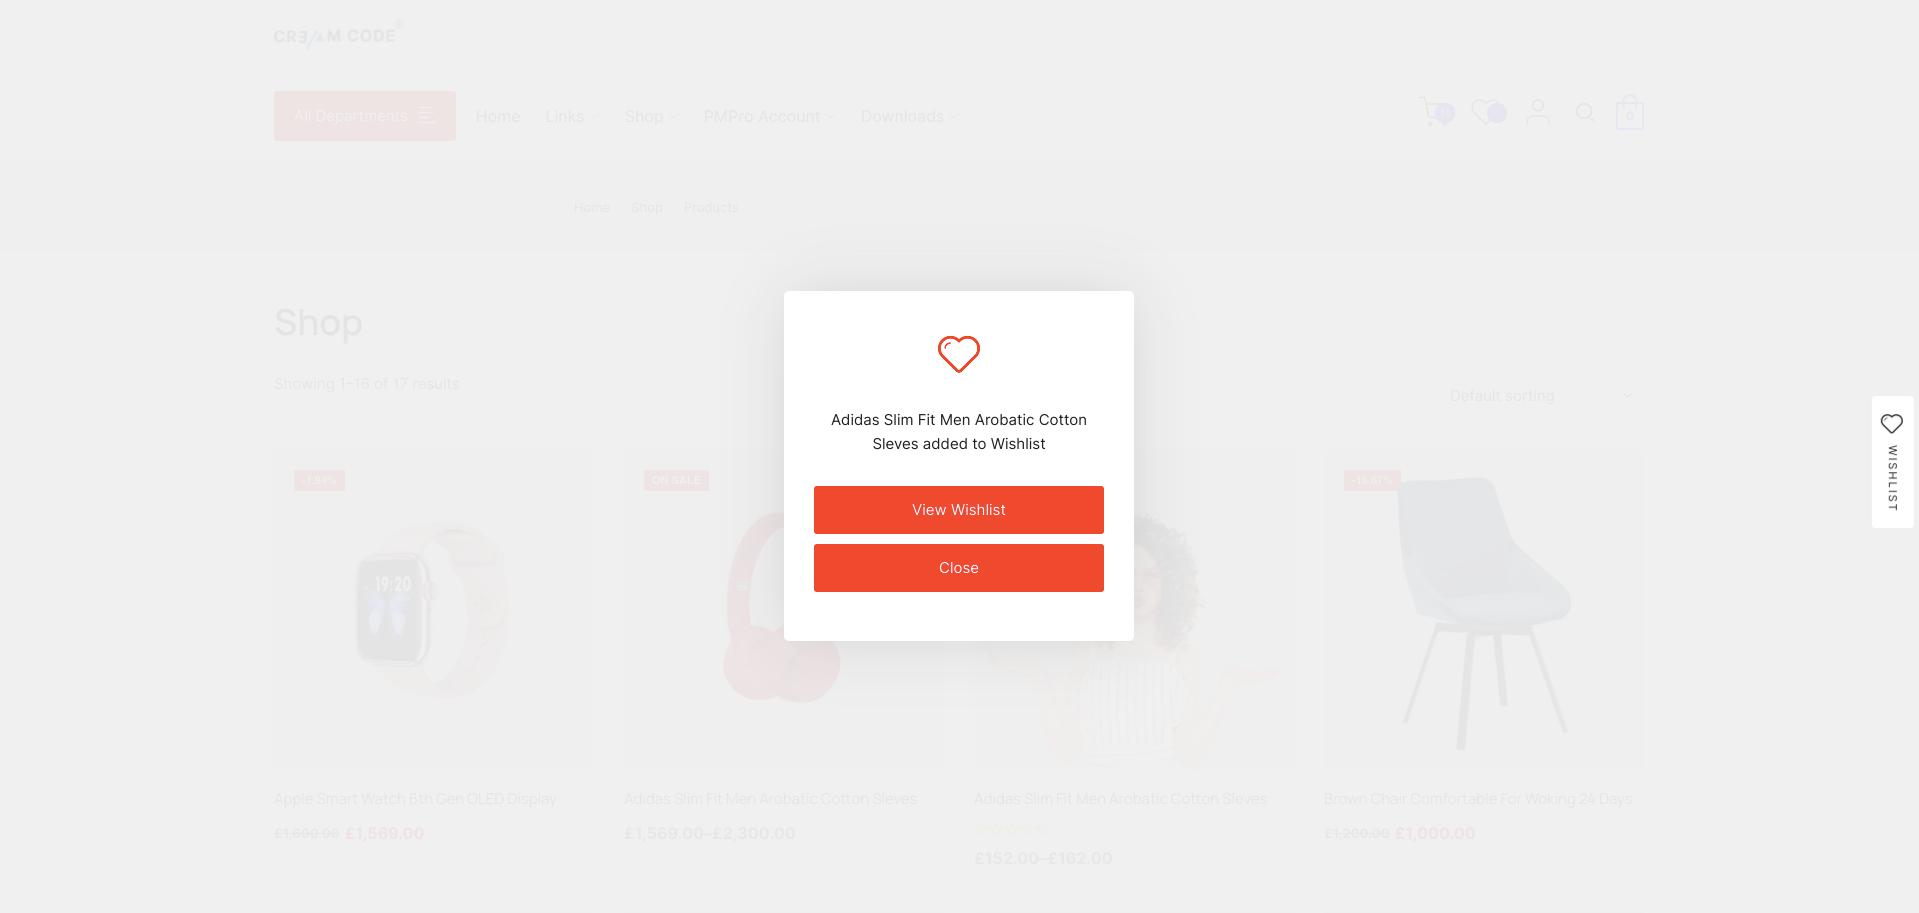 CREAM CODE
All Departments
Home
Links
Shop
PMPro Account
Downloads
0
Home
Shop
Products
Shop
Showing 1–16 of 17 results
Default sorting
Adidas Slim Fit Men Arobatic Cotton
Sleves added to Wishlist
View Wishlist
Close
WISHLIST
-1.94%
ON SALE
-16.67%
19:20
Apple Smart Watch 6th Gen OLED Display
£1,600.00 £1,569.00
Adidas Slim Fit Men Arobatic Cotton Sleves
£1,569.00–£2,300.00
Adidas Slim Fit Men Arobatic Cotton Sleves
£152.00–£162.00
Brown Chair Comfortable For Woking 24 Days
£1,200.00 £1,000.00